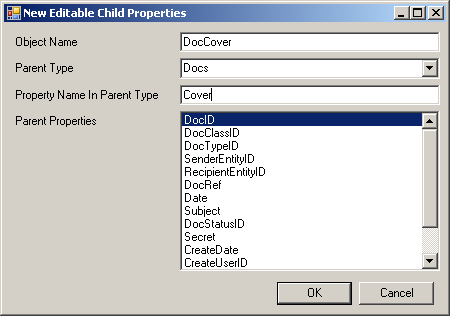 New Editable Child Properties
Object Name DocCover
Parent Type Docs
Property Name In Parent Type Cover
Parent Properties DocID
DocClassID
DocTypeID
SenderEntityID
RecipientEntityID
DocRef
Date
Subject
DocStatusID
Secret
CreateDate
CreateUserID
OK Cancel